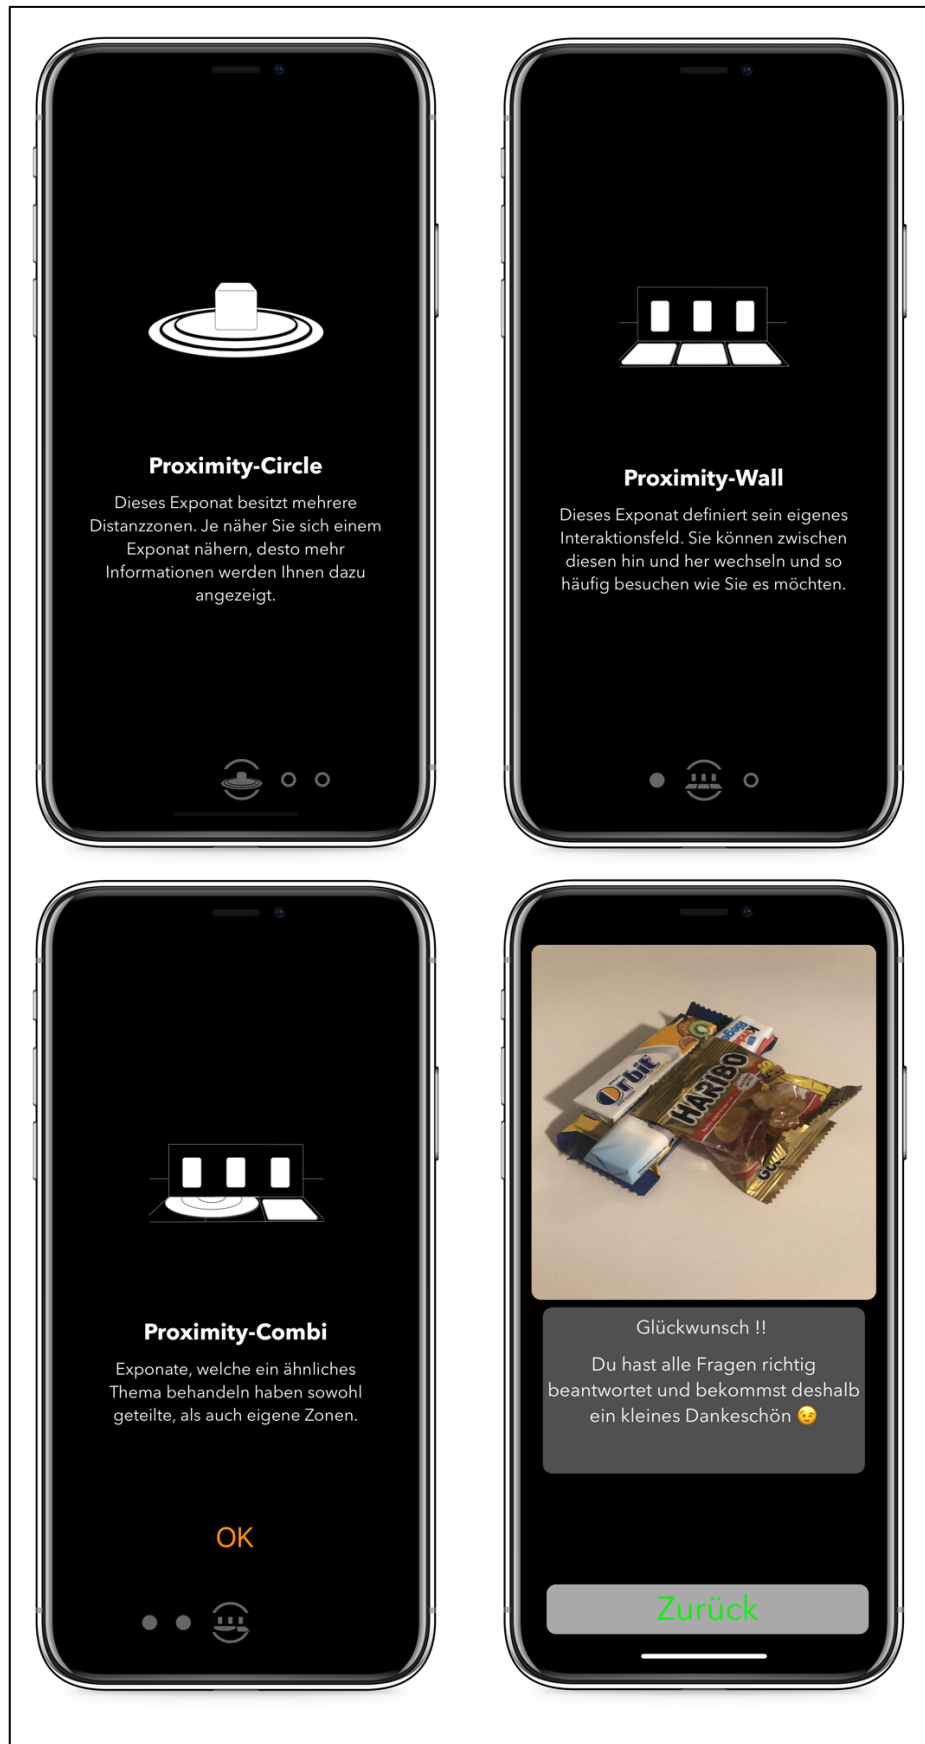 Proximity-Circle
Dieses Exponat besitzt mehrere
Distanzzonen. Je näher Sie sich einem
Exponat nähern, desto mehr
Informationen werden Ihnen dazu
angezeigt.
Proximity-Wall
Dieses Exponat definiert sein eigenes
Interaktionsfeld. Sie können zwischen
diesen hin und her wechseln und so
häufig besuchen wie Sie es möchten.
Proximity-Combi
Exponate, welche ein ähnliches
Thema behandeln haben sowohl
geteilte, als auch eigene Zonen.
OK
Orbit
HARIBO
Glückwunsch !!
Du hast alle Fragen richtig
beantwortet und bekommst deshalb
ein kleines Dankeschön 😉
Zurück